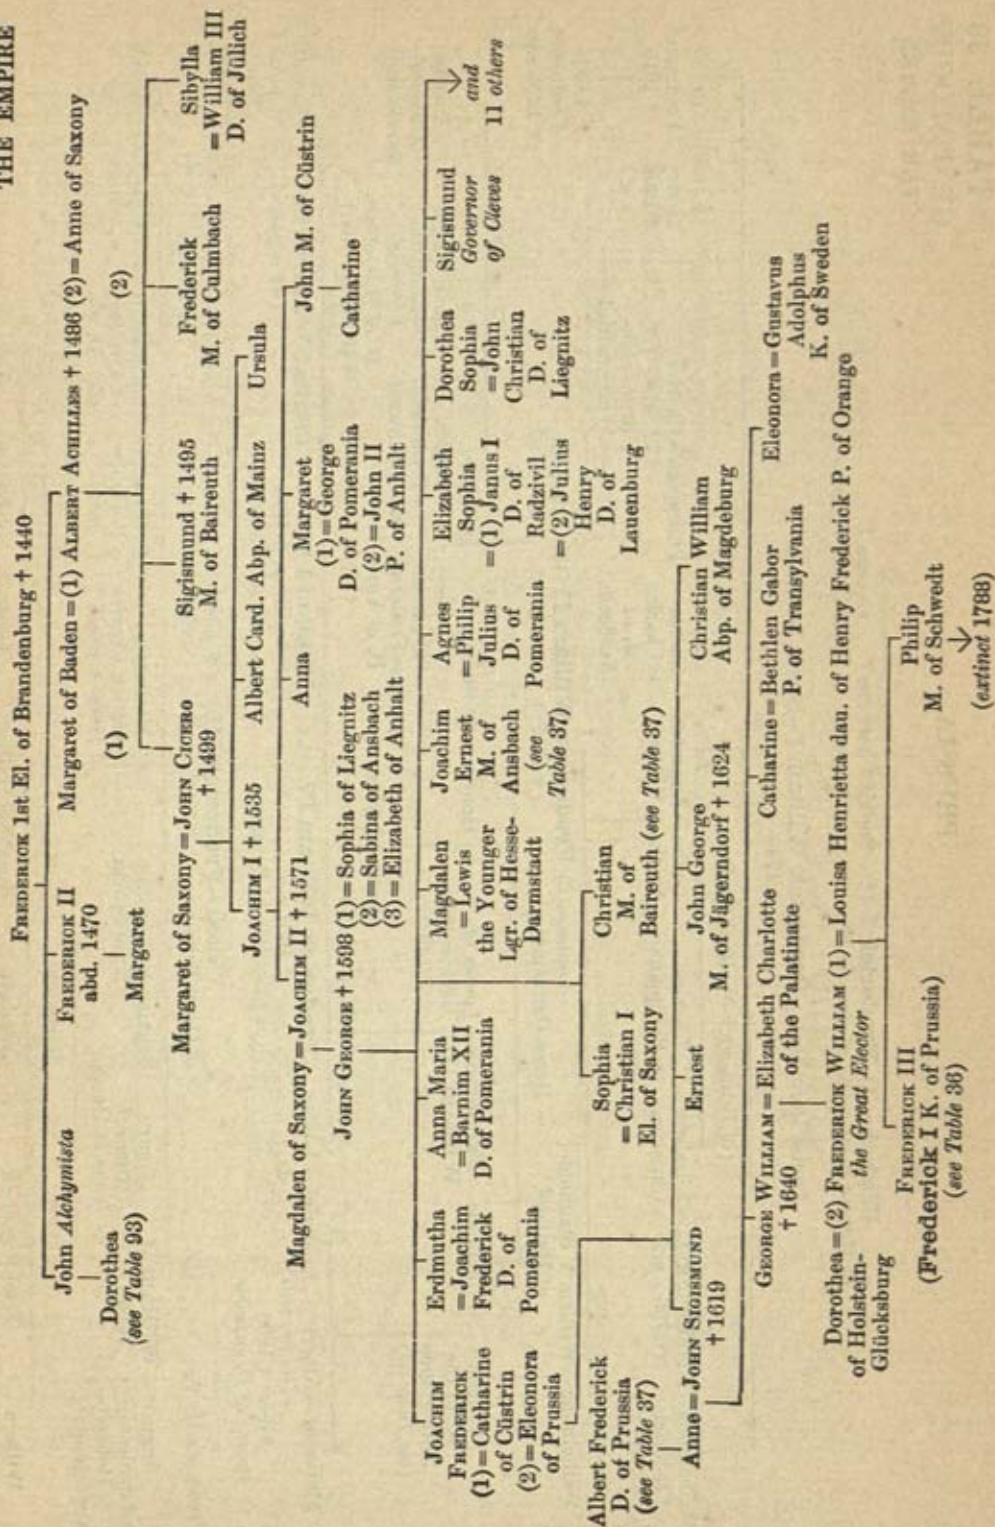 THE EMPIRE
FREDERICK 1st El. of Brandenburg † 1440
John Alchymista
Dorothea
(see Table 93)
FREDERICK II
abd. 1470
Margaret
Margaret of Baden = (1) ALBERT ACHILLES † 1486 (2) = Anne of Saxony
(1)
(2)
Margaret of Saxony = JOHN CICERO
† 1499
Sigismund † 1495
M. of Baireuth
Frederick
M. of Culmbach
Sibylla
= William III
D. of Jülich
JOACHIM I † 1535
Albert Card. Abp. of Mainz
Ursula
Magdalen of Saxony = JOACHIM II † 1571
Anna
Margaret
(1) = George
D. of Pomerania
(2) = John II
P. of Anhalt
John M. of Cüstrin
Catharine
JOHN GEORGE † 1598 (1) = Sophia of Liegnitz
(2) = Sabina of Ansbach
(3) = Elizabeth of Anhalt
JOACHIM
FREDERICK
(1) = Catharine
of Cüstrin
(2) = Eleonora
of Prussia
Erdmutha
= Joachim
Frederick
D. of
Pomerania
Anna Maria
= Barnim XII
D. of Pomerania
Magdalen
= Lewis
the Younger
Lgr. of Hesse-
Darmstadt
Joachim
Ernest
M. of
Ansbach
(see
Table 37)
Agnes
= Philip
Julius
D. of
Pomerania
Elizabeth
Sophia
= (1) Janus I
D. of
Radzivil
= (2) Julius
Henry
D. of
Lauenburg
Dorothea
Sophia
= John
Christian
D. of
Liegnitz
Sigismund
Governor
of Cleves
and
11 others
Sophia
= Christian I
El. of Saxony
Christian
M. of
Baireuth (see Table 37)
Albert Frederick
D. of Prussia
(see Table 37)
Anne = JOHN SIGISMUND
† 1619
Ernest
John George
M. of Jägerndorf † 1624
Christian William
Abp. of Magdeburg
GEORGE WILLIAM = Elizabeth Charlotte
† 1640
of the Palatinate
Catharine = Bethlen Gabor
P. of Transylvania
Eleonora = Gustavus
Adolphus
K. of Sweden
Dorothea = (2) FREDERICK WILLIAM (1) = Louisa Henrietta dau. of Henry Frederick P. of Orange
of Holstein-
Glücksburg
the Great Elector
FREDERICK III
(Frederick I K. of Prussia)
(see Table 36)
Philip
M. of Schwedt
(extinct 1788)